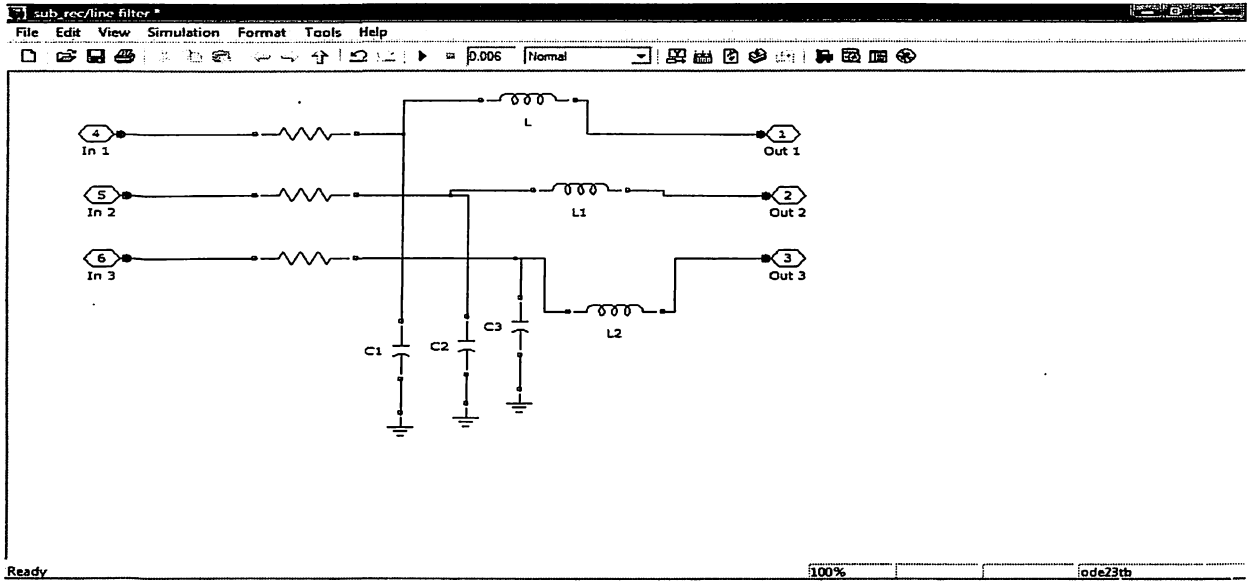 sub_rec/line filter *
File Edit View Simulation Format Tools Help
0.006 Normal
L
4
In 1
1
Out 1
5
In 2
L1
2
Out 2
6
In 3
3
Out 3
C1
C2
C3
L2
Ready 100% ode23tb